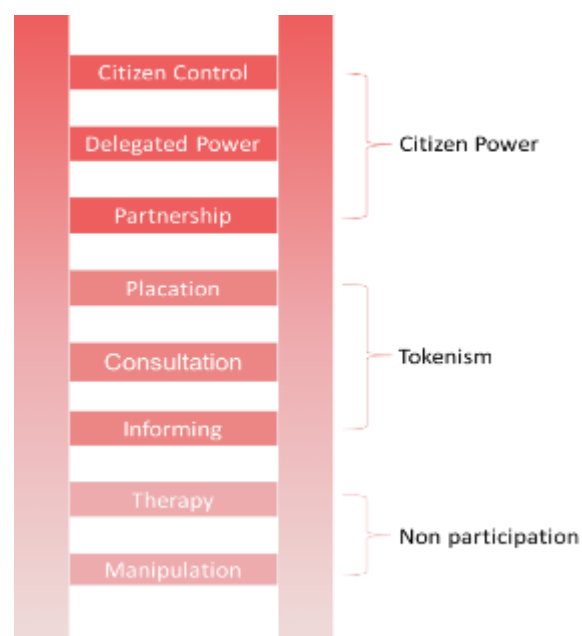 Citizen Control
Delegated Power
Citizen Power
Partnership
Placation
Consultation
Tokenism
Informing
Therapy
Non participation
Manipulation